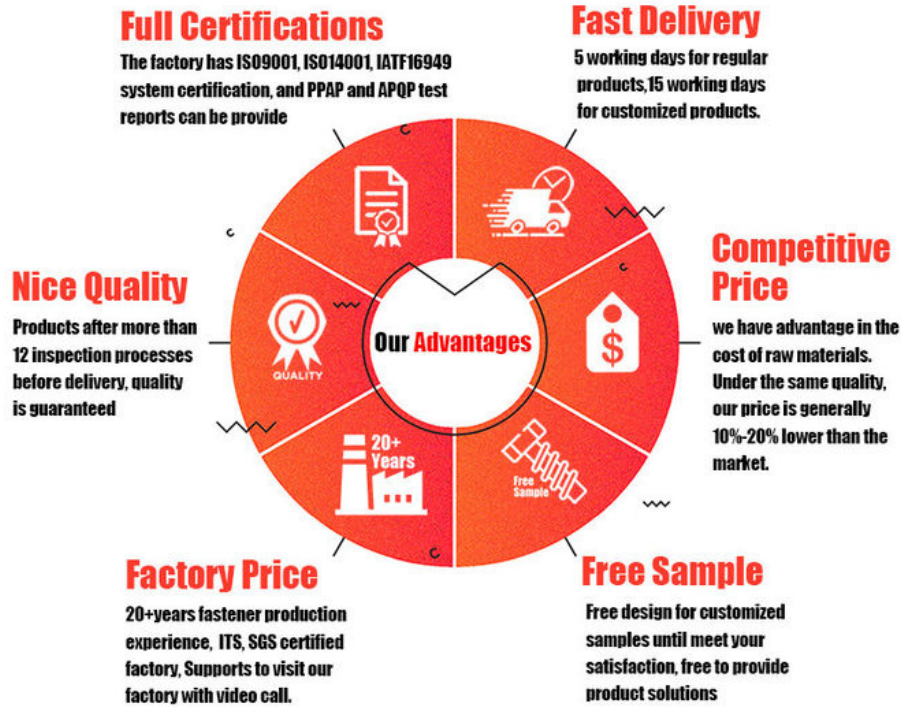 Full Certifications
The factory has ISO9001, ISO14001, IATF16949
system certification, and PPAP and APQP test
reports can be provide
Fast Delivery
5 working days for regular
products,15 working days
for customized products.
Nice Quality
Products after more than
12 inspection processes
before delivery, quality
is guaranteed
QUALITY
Our Advantages
Competitive
Price
we have advantage in the
cost of raw materials.
Under the same quality,
our price is generally
10%-20% lower than the
market.
$
20+
Years
Free
Sample
Factory Price
20+years fastener production
experience, ITS, SGS certified
factory, Supports to visit our
factory with video call.
Free Sample
Free design for customized
samples until meet your
satisfaction, free to provide
product solutions